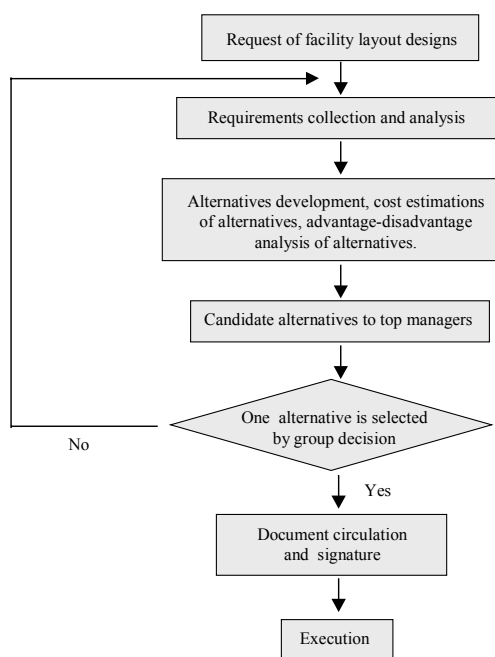 Request of facility layout designs
Requirements collection and analysis
Alternatives development, cost estimations
of alternatives, advantage-disadvantage
analysis of alternatives.
Candidate alternatives to top managers
One alternative is selected
by group decision
No
Yes
Document circulation
and signature
Execution